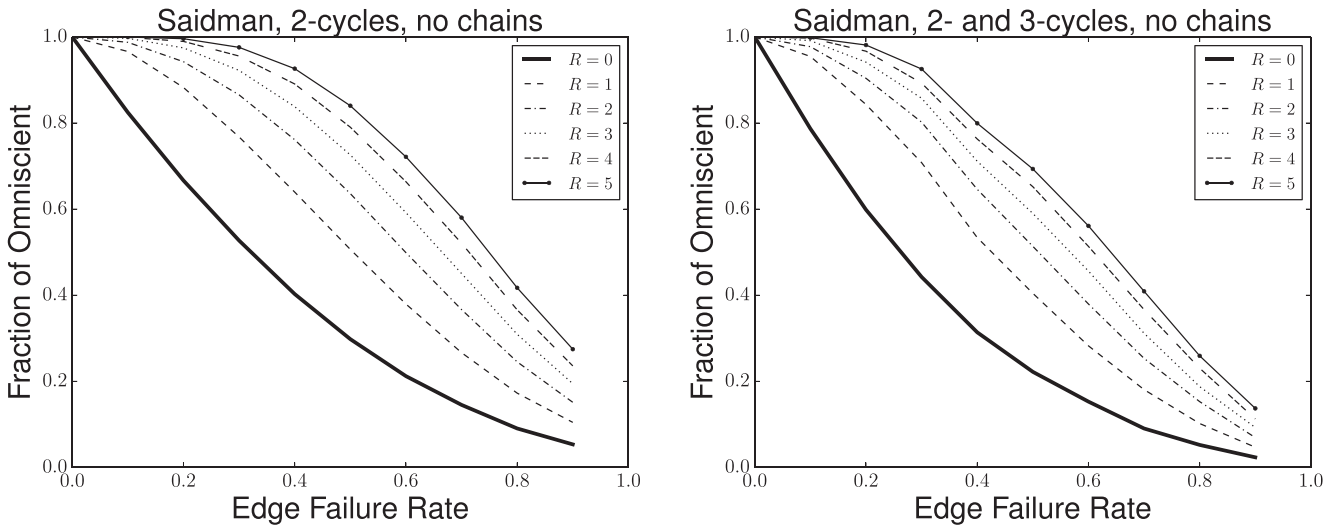 Saidman, 2-cycles, no chains
Fraction of Omniscient
1.0
0.8
0.6
0.4
0.2
0.0
0.0 0.2 0.4 0.6 0.8 1.0
Edge Failure Rate
R = 0
R = 1
R = 2
R = 3
R = 4
R = 5
Saidman, 2- and 3-cycles, no chains
Fraction of Omniscient
1.0
0.8
0.6
0.4
0.2
0.0
0.0 0.2 0.4 0.6 0.8 1.0
Edge Failure Rate
R = 0
R = 1
R = 2
R = 3
R = 4
R = 5